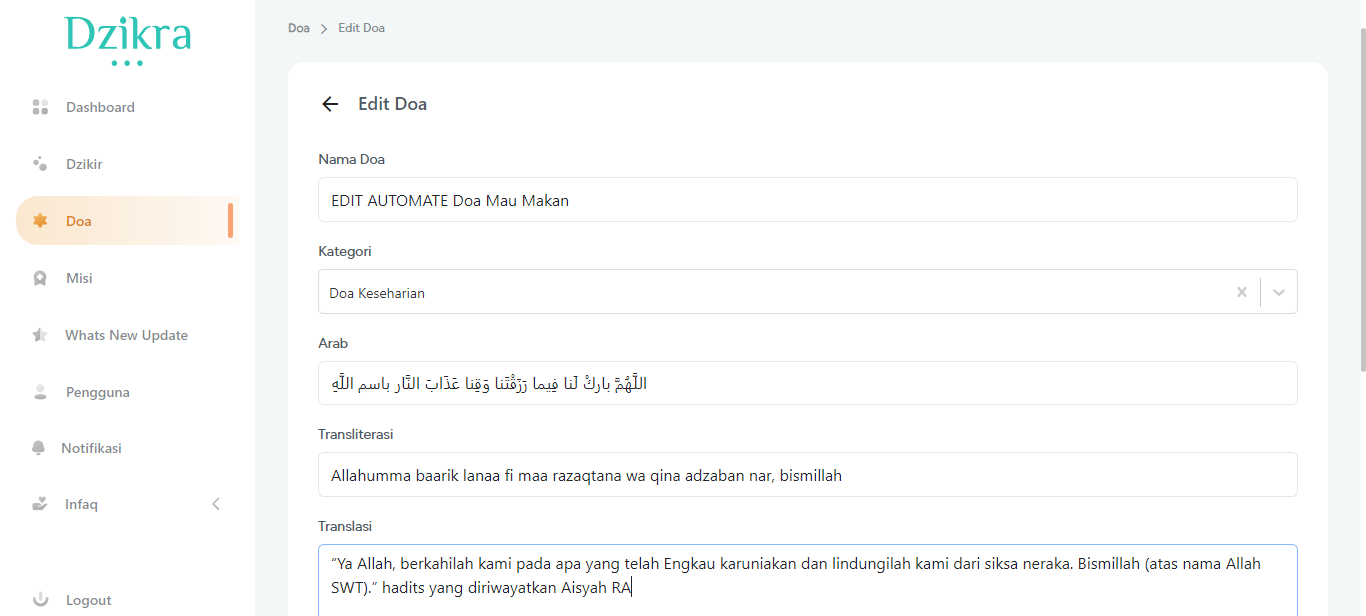 Dzikra
Dashboard
Dzikir
Doa
Misi
Whats New Update
Pengguna
Notifikasi
Infaq
Logout
Doa > Edit Doa
Edit Doa
Nama Doa
EDIT AUTOMATE Doa Mau Makan
Kategori
Doa Keseharian
Arab
اللَّهُمَّ بارِكْ لَنا فِيما رَزَقْتَنا وَقِنا عَذَابَ النَّار باسم اللَّهِ
Transliterasi
Allahumma baarik lanaa fi maa razaqtana wa qina adzaban nar, bismillah
Translasi
“Ya Allah, berkahilah kami pada apa yang telah Engkau karuniakan dan lindungilah kami dari siksa neraka. Bismillah (atas nama Allah
SWT).” hadits yang diriwayatkan Aisyah RA